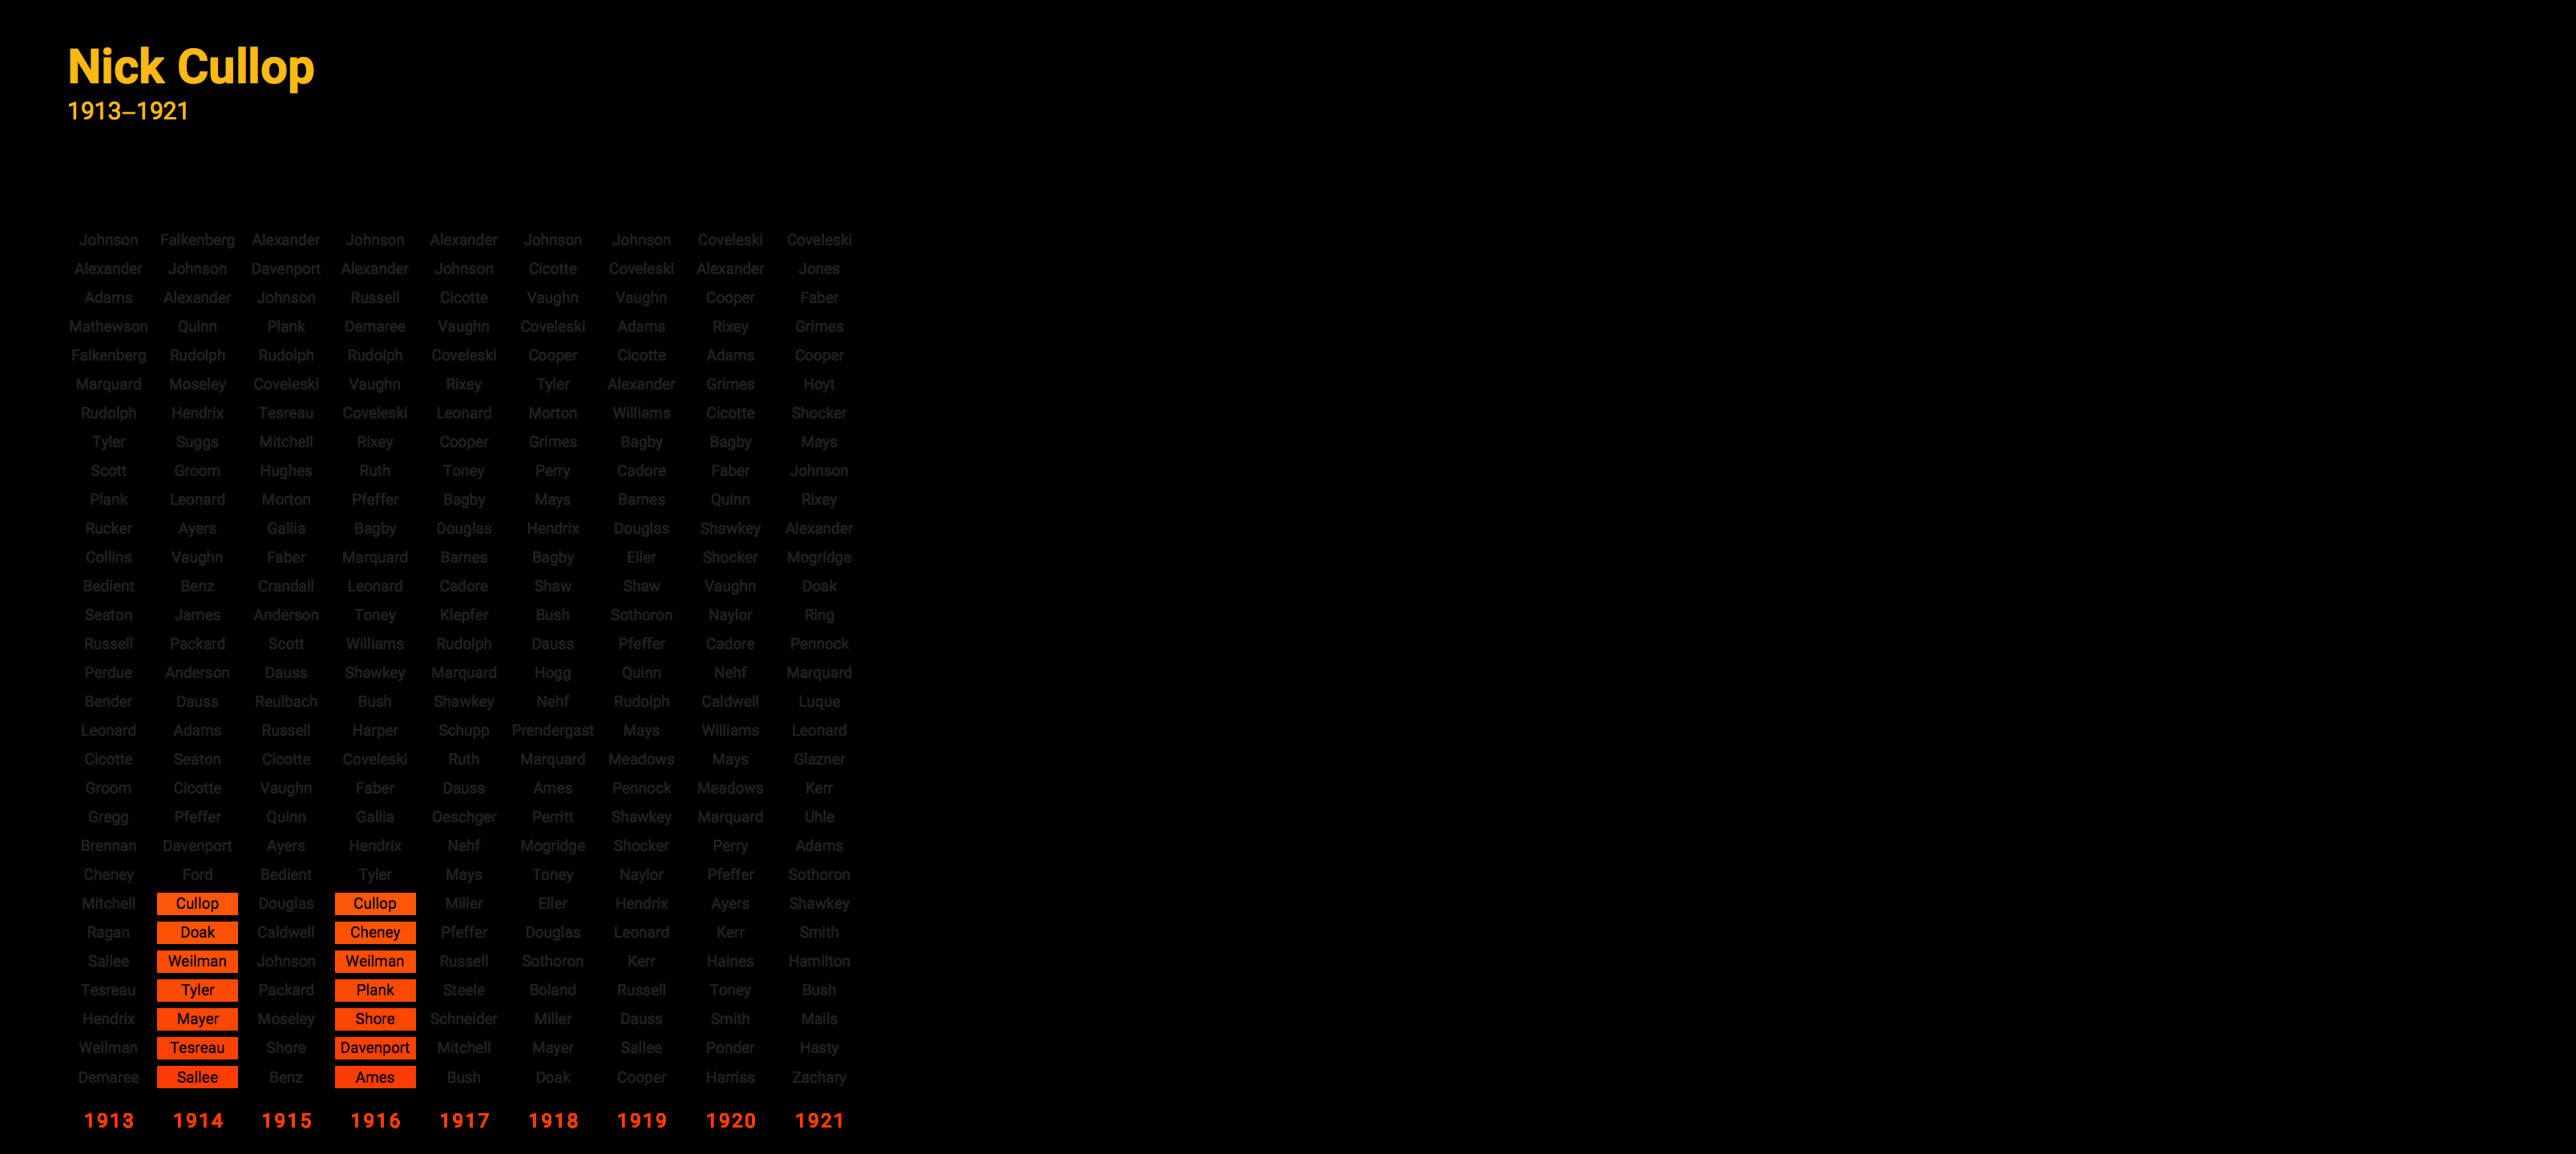 Nick Cullop
1913–1921
Johnson Falkenberg Alexander Johnson Alexander Johnson Johnson Coveleski Coveleski
Alexander Johnson Davenport Alexander Johnson Cicotte Coveleski Alexander Jones
Adams Alexander Johnson Russell Cicotte Vaughn Vaughn Cooper Faber
Mathewson Quinn Plank Demaree Vaughn Coveleski Adams Rixey Grimes
Falkenberg Rudolph Rudolph Rudolph Coveleski Cooper Cicotte Adams Cooper
Marquard Moseley Coveleski Vaughn Rixey Tyler Alexander Grimes Hoyt
Rudolph Hendrix Tesreau Coveleski Leonard Morton Williams Cicotte Shocker
Tyler Suggs Mitchell Rixey Cooper Grimes Bagby Bagby Mays
Scott Groom Hughes Ruth Toney Perry Cadore Faber Johnson
Plank Leonard Morton Pfeffer Bagby Mays Barnes Quinn Rixey
Rucker Ayers Gallia Bagby Douglas Hendrix Douglas Shawkey Alexander
Collins Vaughn Faber Marquard Barnes Bagby Eller Shocker Mogridge
Bedient Benz Crandall Leonard Cadore Shaw Shaw Vaughn Doak
Seaton James Anderson Toney Klepfer Bush Sothoron Naylor Ring
Russell Packard Scott Williams Rudolph Dauss Pfeffer Cadore Pennock
Perdue Anderson Dauss Shawkey Marquard Hogg Quinn Nehf Marquard
Bender Dauss Reulbach Bush Shawkey Nehf Rudolph Caldwell Luque
Leonard Adams Russell Harper Schupp Prendergast Mays Williams Leonard
Cicotte Seaton Cicotte Coveleski Ruth Marquard Meadows Mays Glazner
Groom Cicotte Vaughn Faber Dauss Ames Pennock Meadows Kerr
Gregg Pfeffer Quinn Gallia Oeschger Perritt Shawkey Marquard Uhle
Brennan Davenport Ayers Hendrix Nehf Mogridge Shocker Perry Adams
Cheney Ford Bedient Tyler Mays Toney Naylor Pfeffer Sothoron
Mitchell Cullop Douglas Cullop Miller Eller Hendrix Ayers Shawkey
Ragan Doak Caldwell Cheney Pfeffer Douglas Leonard Kerr Smith
Sallee Weilman Johnson Weilman Russell Sothoron Kerr Haines Hamilton
Tesreau Tyler Packard Plank Steele Boland Russell Toney Bush
Hendrix Mayer Moseley Shore Schneider Miller Dauss Smith Mails
Weilman Tesreau Shore Davenport Mitchell Mayer Sallee Ponder Hasty
Demaree Sallee Benz Ames Bush Doak Cooper Harriss Zachary
1913 1914 1915 1916 1917 1918 1919 1920 1921